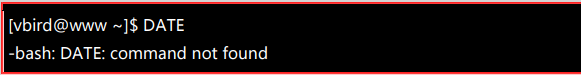 [vbird@www ~]$ DATE
-bash: DATE: command not found